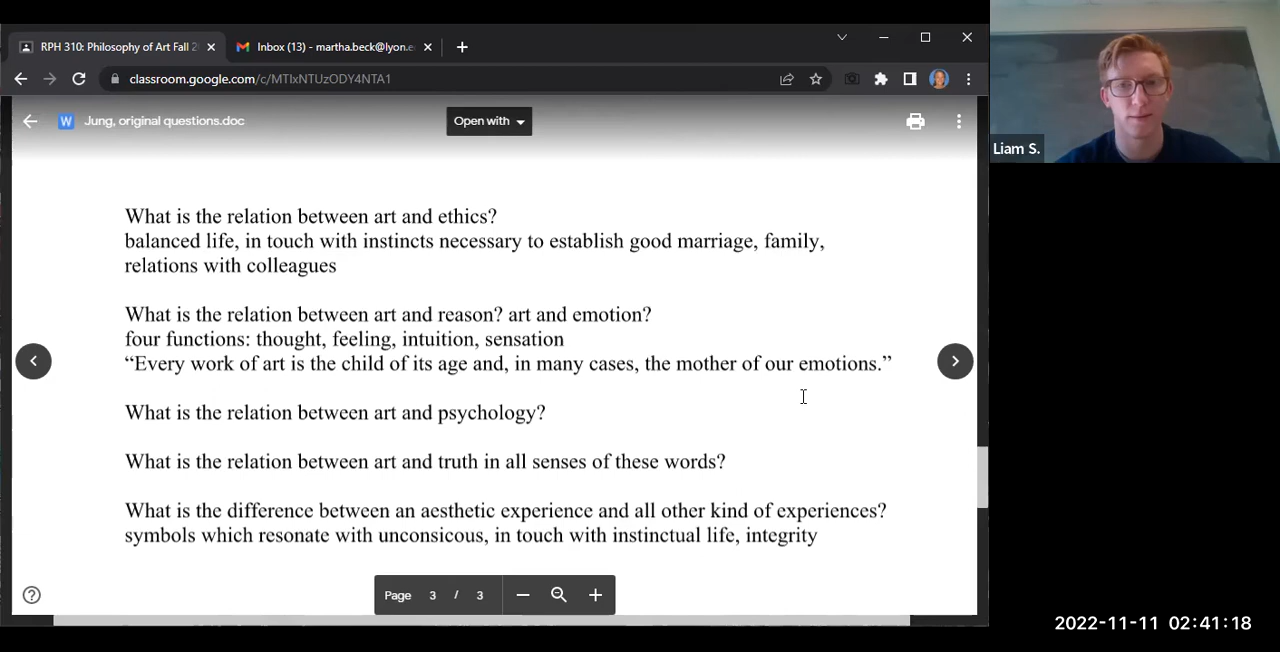 RPH 310: Philosophy of Art Fall 2
Inbox (13) - martha.beck@lyon.e
classroom.google.com/c/MTIxNTUzODY4NTA1
Jung, original questions.doc
Open with
Liam S.
What is the relation between art and ethics?
balanced life, in touch with instincts necessary to establish good marriage, family,
relations with colleagues
What is the relation between art and reason? art and emotion?
four functions: thought, feeling, intuition, sensation
“Every work of art is the child of its age and, in many cases, the mother of our emotions.”
What is the relation between art and psychology?
What is the relation between art and truth in all senses of these words?
What is the difference between an aesthetic experience and all other kind of experiences?
symbols which resonate with unconsicous, in touch with instinctual life, integrity
Page 3 / 3
2022-11-11 02:41:18